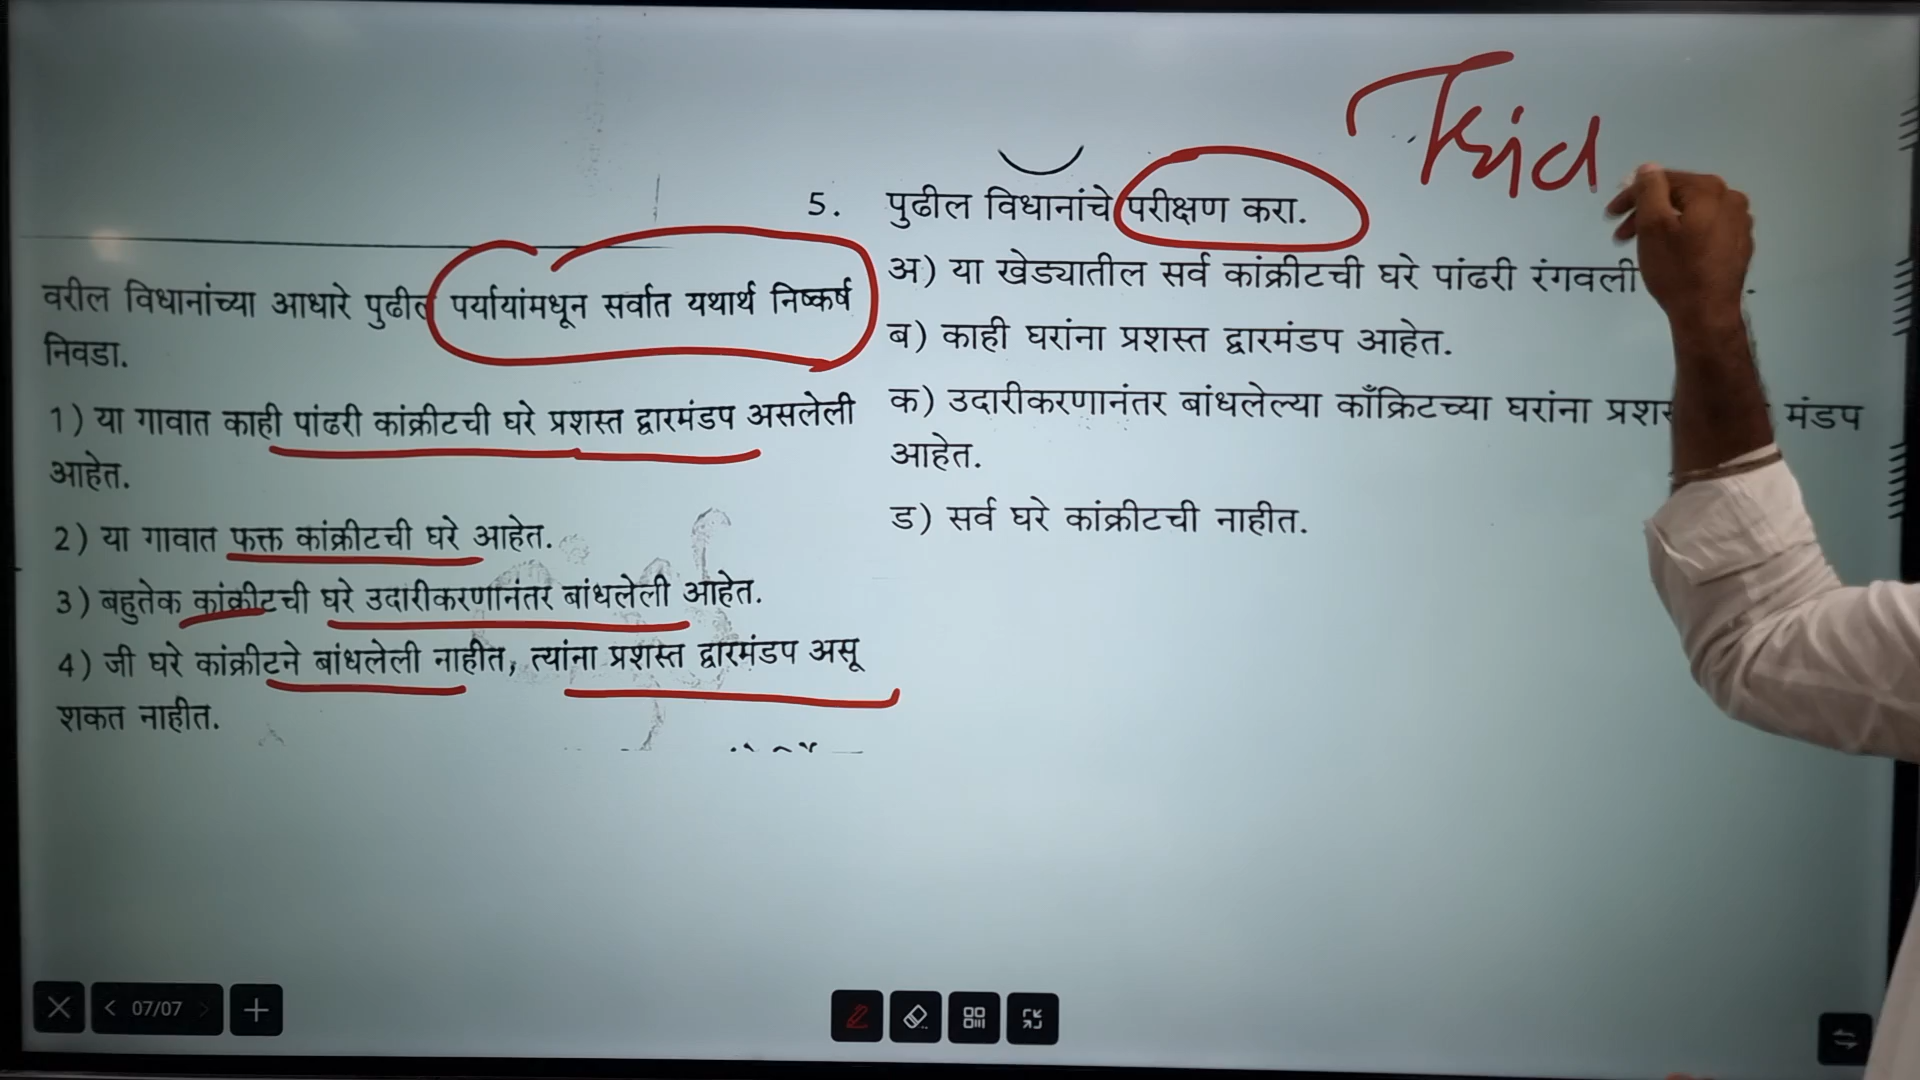 5. पुढील विधानांचे परीक्षण करा.
अ) या खेड्यातील सर्व कांक्रीटची घरे पांढरी रंगवली
ब) काही घरांना प्रशस्त द्वारमंडप आहेत.
क) उदारीकरणानंतर बांधलेल्या काँक्रिटच्या घरांना मंडप
आहेत.
ड) सर्व घरे कांक्रीटची नाहीत.
वरील विधानांच्या आधारे पुढील पर्यायांमधून सर्वात यथार्थ निष्कर्ष
निवडा.
1) या गावात काही पांढरी कांक्रीटची घरे प्रशस्त द्वारमंडप असलेली
आहेत.
2) या गावात फक्त कांक्रीटची घरे आहेत.
3) बहुतेक कांक्रीटची घरे उदारीकरणानंतर बांधलेली आहेत.
4) जी घरे कांक्रीटने बांधलेली नाहीत, त्यांना प्रशस्त द्वारमंडप असू
शकत नाहीत.
07/07